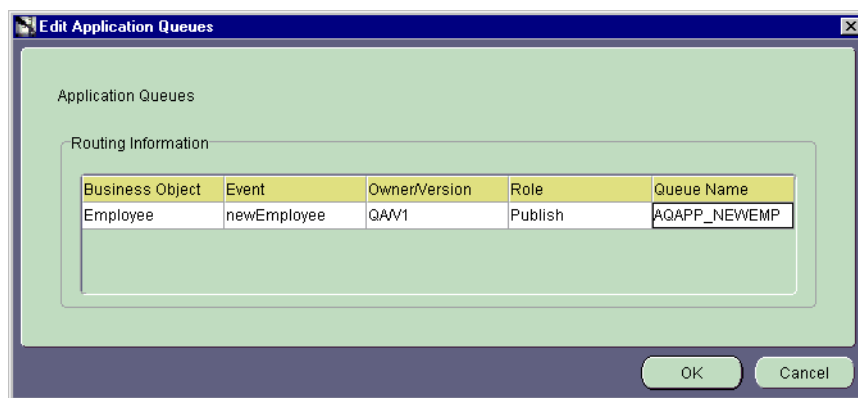 Edit Application Queues
Application Queues
Routing Information
Business Object Event Owner/Version Role Queue Name
Employee newEmployee QA/V1 Publish AQAPP_NEWEMP
OK Cancel